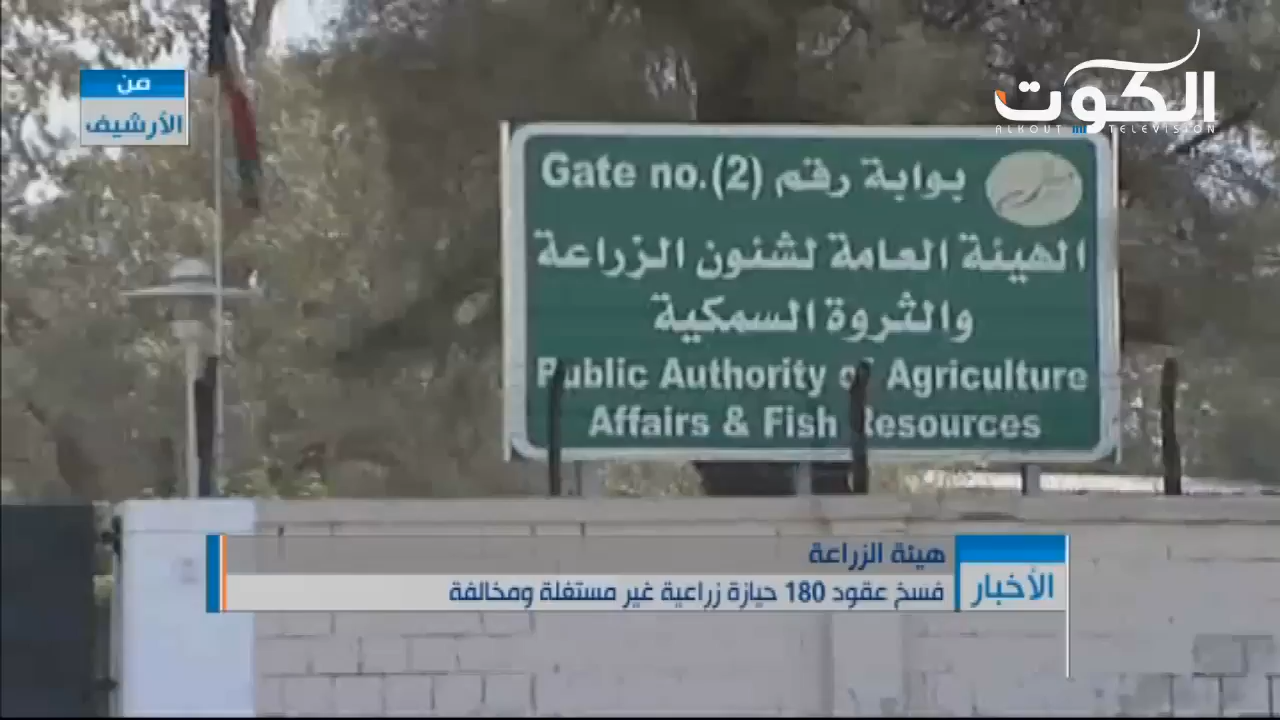 من
الأرشيف
الكوت
ALKOUT TELEVISION
Gate no.(2) بوابة رقم
الهيئة العامة لشئون الزراعة
والثروة السمكية
Public Authority of Agriculture
Affairs & Fish Resources
هيئة الزراعة
الأخبار
فسخ عقود 180 حيازة زراعية غير مستغلة ومخالفة